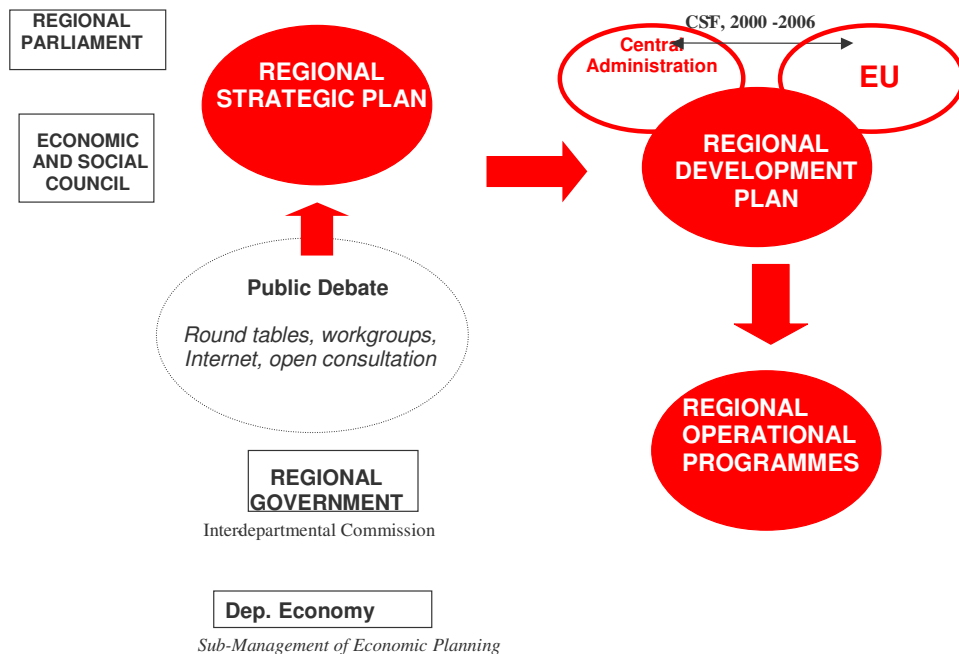 REGIONAL
PARLIAMENT
ECONOMIC
AND SOCIAL
COUNCIL
REGIONAL
STRATEGIC PLAN
Public Debate
Round tables, workgroups,
Internet, open consultation
REGIONAL
GOVERNMENT
Inter-departmental Commission
Dep. Economy
Sub-Management of Economic Planning
CSF, 2000 -2006
Central
Administration
EU
REGIONAL
DEVELOPMENT
PLAN
REGIONAL
OPERATIONAL
PROGRAMMES